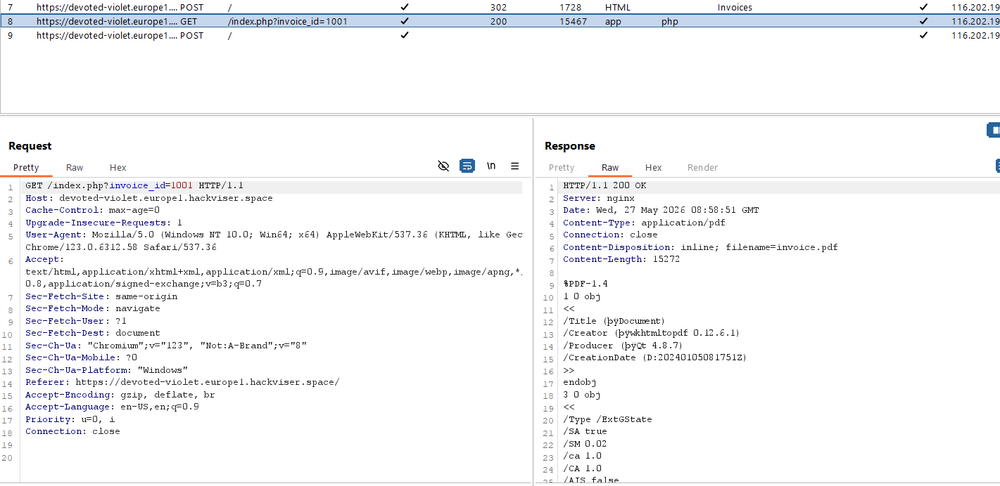 7 https://devoted-violet.europe1.... POST / ✓ 302 1728 HTML Invoices ✓ 116.202.19
8 https://devoted-violet.europe1.... GET /index.php?invoice_id=1001 ✓ 200 15467 app php ✓ 116.202.19
9 https://devoted-violet.europe1.... POST / ✓ ✓ 116.202.19
Request
Pretty Raw Hex \n
1 GET /index.php?invoice_id=1001 HTTP/1.1
2 Host: devoted-violet.europe1.hackviser.space
3 Cache-Control: max-age=0
4 Upgrade-Insecure-Requests: 1
5 User-Agent: Mozilla/5.0 (Windows NT 10.0; Win64; x64) AppleWebKit/537.36 (KHTML, like Gec
Chrome/123.0.6312.58 Safari/537.36
6 Accept:
text/html,application/xhtml+xml,application/xml;q=0.9,image/avif,image/webp,image/apng,*.
0.8,application/signed-exchange;v=b3;q=0.7
7 Sec-Fetch-Site: same-origin
8 Sec-Fetch-Mode: navigate
9 Sec-Fetch-User: ?1
10 Sec-Fetch-Dest: document
11 Sec-Ch-Ua: "Chromium";v="123", "Not:A-Brand";v="8"
12 Sec-Ch-Ua-Mobile: ?0
13 Sec-Ch-Ua-Platform: "Windows"
14 Referer: https://devoted-violet.europe1.hackviser.space/
15 Accept-Encoding: gzip, deflate, br
16 Accept-Language: en-US,en;q=0.9
17 Priority: u=0, i
18 Connection: close
19
20
Response
Pretty Raw Hex Render
1 HTTP/1.1 200 OK
2 Server: nginx
3 Date: Wed, 27 May 2026 08:58:51 GMT
4 Content-Type: application/pdf
5 Connection: close
6 Content-Disposition: inline; filename=invoice.pdf
7 Content-Length: 15272
8
9 %PDF-1.4
10 1 0 obj
11 <<
12 /Title (þÿDocument)
13 /Creator (þÿwkhtmltopdf 0.12.6.1)
14 /Producer (þÿQt 4.8.7)
15 /CreationDate (D:20240105081751Z)
16 >>
17 endobj
18 3 0 obj
19 <<
20 /Type /ExtGState
21 /SA true
22 /SM 0.02
23 /ca 1.0
24 /CA 1.0
25 /AIS false